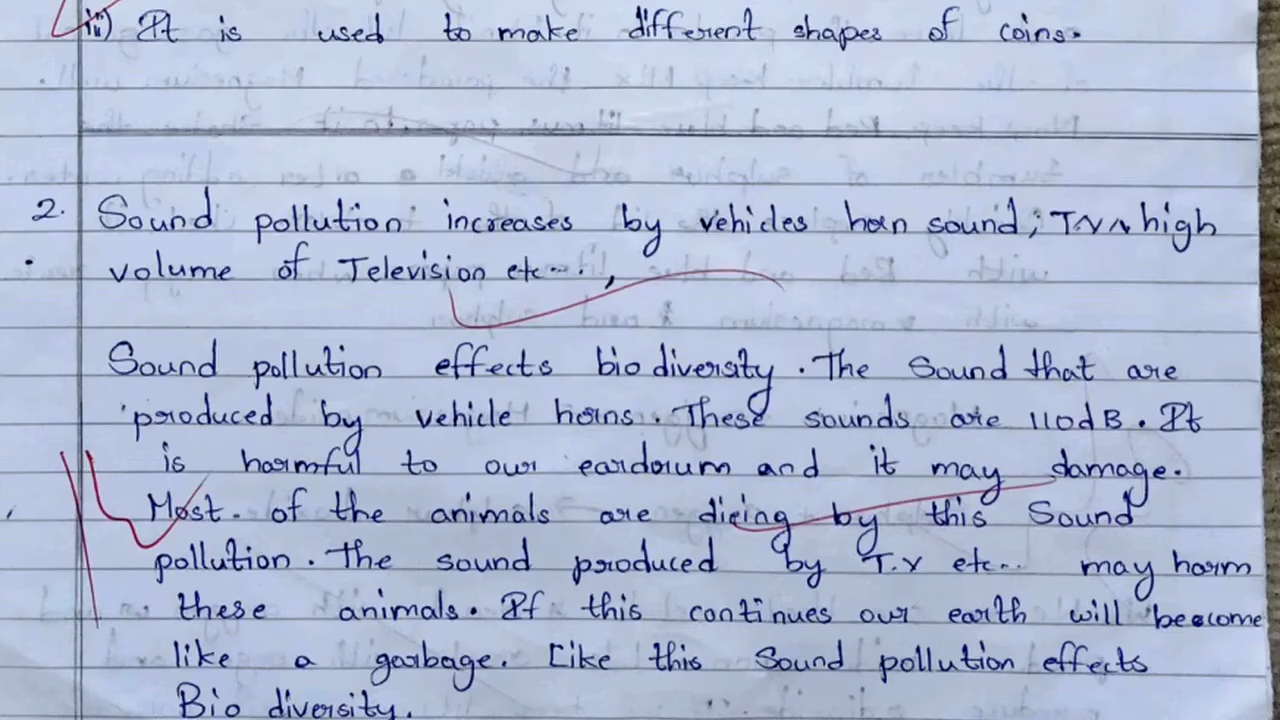 ii) It is used to make different shapes of coins.
2. Sound pollution increases by vehicles horn sound; high
volume of Television etc....,
Sound pollution effects bio diversity. The Sound that are
produced by vehicle horns. These sounds are 110dB. It
is harmful to our eardorum and it may damage.
Most. of the animals are dieing by this Sound
pollution. The sound produced by T.V etc... may harm
these animals. If this continues our earth will beecome
like a garbage. Like this Sound pollution effects
Bio diversity.